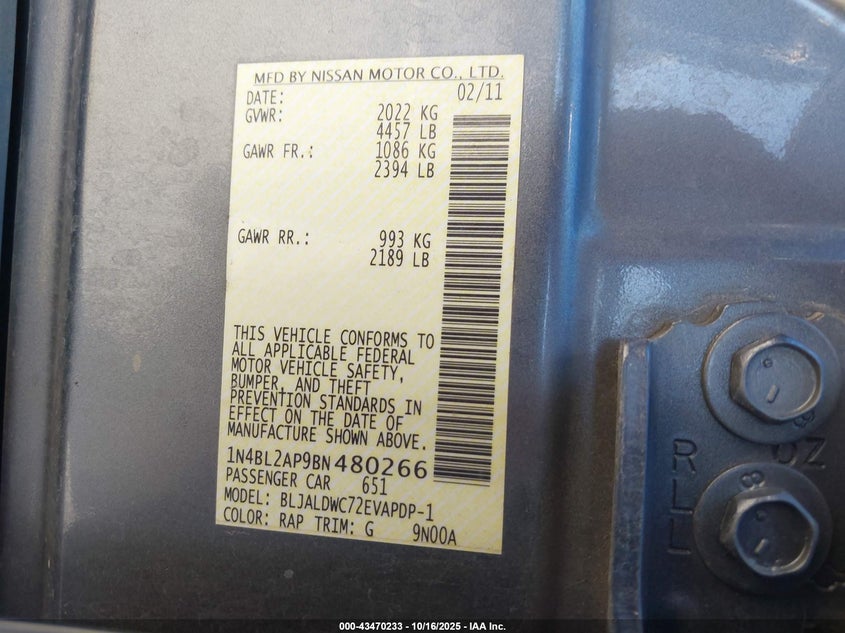 MFD BY NISSAN MOTOR CO., LTD.
DATE: 02/11
GVWR: 2022 KG
4457 LB
GAWR FR.: 1086 KG
2394 LB
GAWR RR.: 993 KG
2189 LB
THIS VEHICLE CONFORMS TO
ALL APPLICABLE FEDERAL
MOTOR VEHICLE SAFETY,
BUMPER, AND THEFT
PREVENTION STANDARDS IN
EFFECT ON THE DATE OF
MANUFACTURE SHOWN ABOVE.
1N4BL2AP9BN480266
PASSENGER CAR 651
MODEL: BLJALDWC72EVAPDP-1
COLOR: RAP TRIM: G 9N00A
RLL
8
8
000-43470233 - 10/16/2025 - IAA Inc.